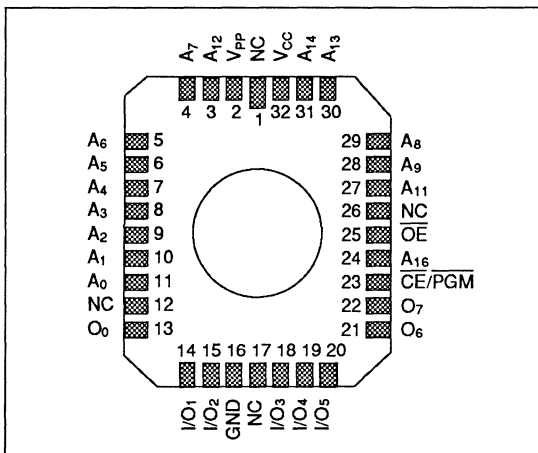 A7 A12 VPP NC VCC A14 A13
4 3 2 1 32 31 30
A6 5 29 A8
A5 6 28 A9
A4 7 27 A11
A3 8 26 NC
A2 9 25 OE
A1 10 24 A16
A0 11 23 CE/PGM
NC 12 22 O7
O0 13 21 O6
14 15 16 17 18 19 20
I/O1 I/O2 GND NC I/O3 I/O4 I/O5